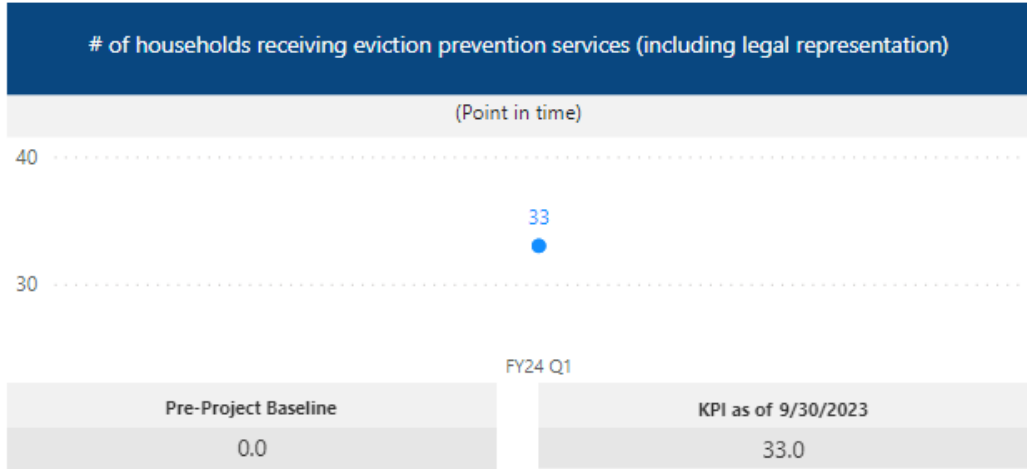 # of households receiving eviction prevention services (including legal representation)
(Point in time)
40
33
30
FY24 Q1
Pre-Project Baseline
KPI as of 9/30/2023
0.0
33.0